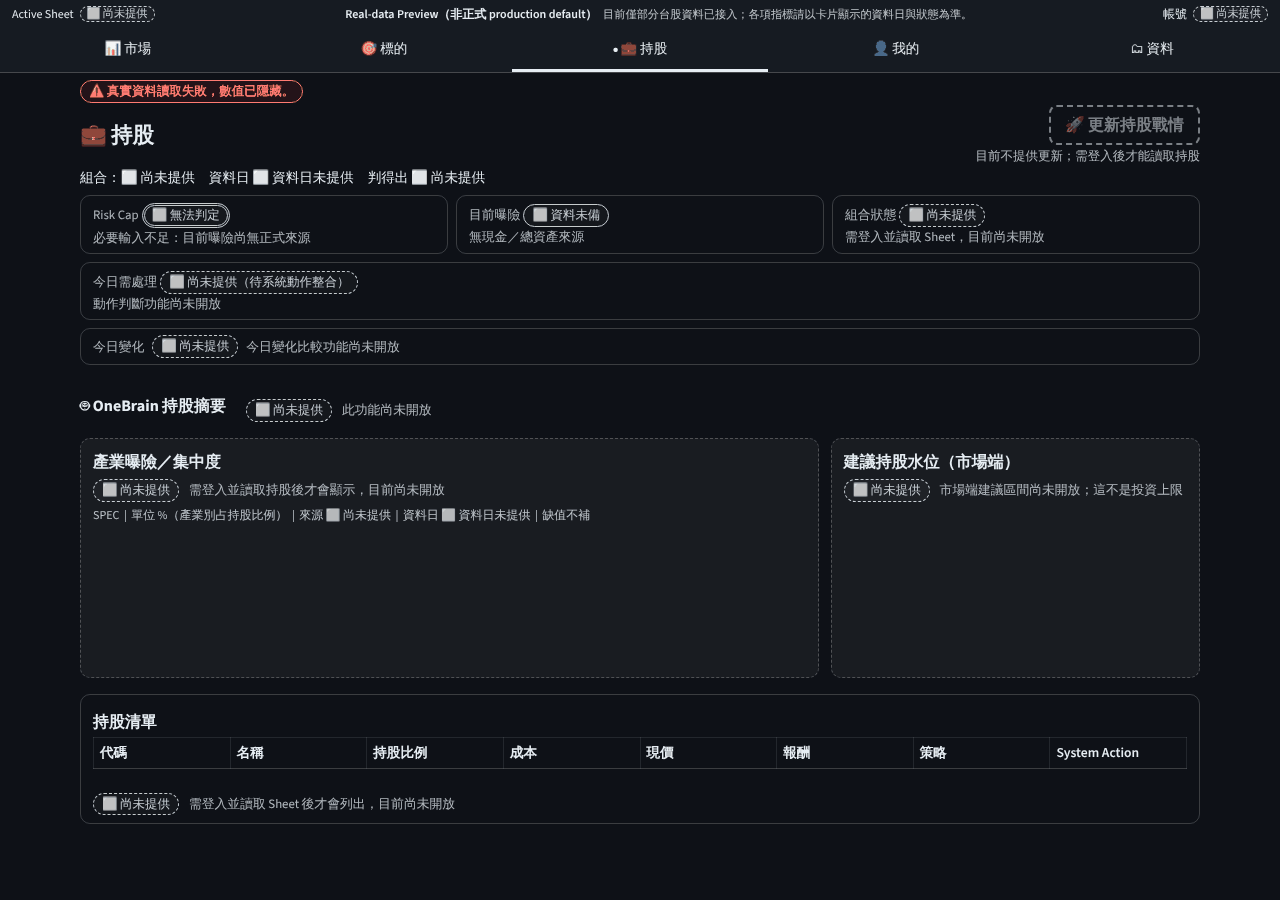 Active Sheet ⬜ 尚未提供 Real-data Preview（非正式 production default） 目前僅部分台股資料已接入；各項指標請以卡片顯示的資料日與狀態為準。 帳號 ⬜ 尚未提供
📊 市場 🎯 標的 • 💼 持股 👤 我的 🗂 資料
⚠️ 真實資料讀取失敗，數值已隱藏。
💼 持股
🚀 更新持股戰情
目前不提供更新；需登入後才能讀取持股
組合：⬜ 尚未提供 資料日 ⬜ 資料日未提供 判得出 ⬜ 尚未提供
Risk Cap ⬜ 無法判定
必要輸入不足：目前曝險尚無正式來源
目前曝險 ⬜ 資料未備
無現金／總資產來源
組合狀態 ⬜ 尚未提供
需登入並讀取 Sheet，目前尚未開放
今日需處理 ⬜ 尚未提供（待系統動作整合）
動作判斷功能尚未開放
今日變化 ⬜ 尚未提供 今日變化比較功能尚未開放
OneBrain 持股摘要 ⬜ 尚未提供 此功能尚未開放
產業曝險／集中度
⬜ 尚未提供 需登入並讀取持股後才會顯示，目前尚未開放
SPEC｜單位 %（產業別占持股比例）｜來源 ⬜ 尚未提供｜資料日 ⬜ 資料日未提供｜缺值不補
建議持股水位（市場端）
⬜ 尚未提供 市場端建議區間尚未開放；這不是投資上限
持股清單
代碼 名稱 持股比例 成本 現價 報酬 策略 System Action
⬜ 尚未提供 需登入並讀取 Sheet 後才會列出，目前尚未開放